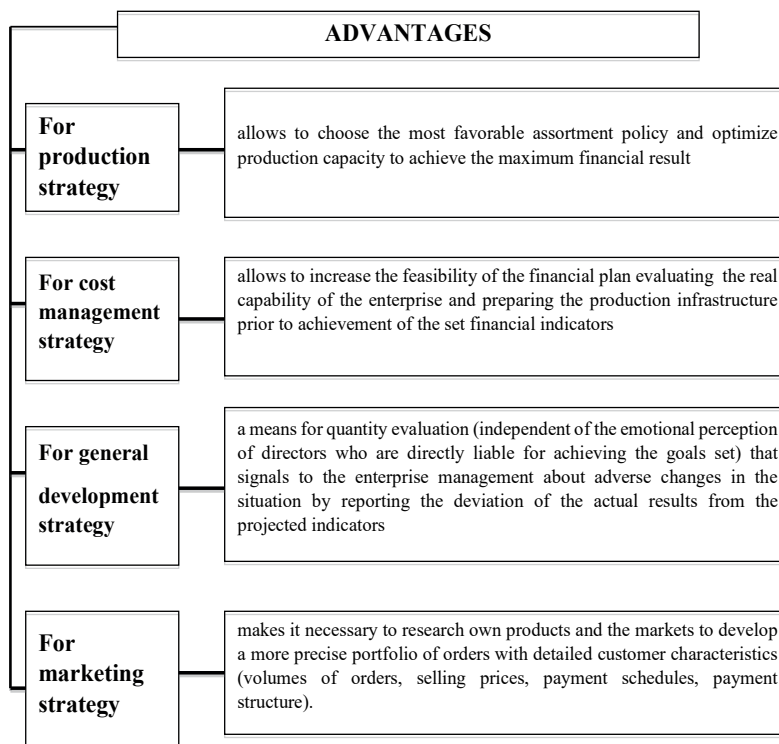 ADVANTAGES
For
production
strategy
allows to choose the most favorable assortment policy and optimize
production capacity to achieve the maximum financial result
For cost
management
strategy
allows to increase the feasibility of the financial plan evaluating the real
capability of the enterprise and preparing the production infrastructure
prior to achievement of the set financial indicators
For general
development
strategy
a means for quantity evaluation (independent of the emotional perception
of directors who are directly liable for achieving the goals set) that
signals to the enterprise management about adverse changes in the
situation by reporting the deviation of the actual results from the
projected indicators
For
marketing
strategy
makes it necessary to research own products and the markets to develop
a more precise portfolio of orders with detailed customer characteristics
(volumes of orders, selling prices, payment schedules, payment
structure).